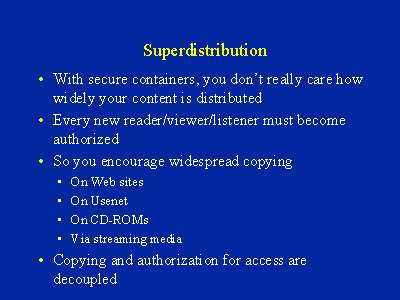 Superdistribution
• With secure containers, you don't really care how
widely your content is distributed
• Every new reader/viewer/listener must become
authorized
• So you encourage widespread copying
• On Web sites
• On Usenet
• On CD-ROMs
• Via streaming media
• Copying and authorization for access are
decoupled